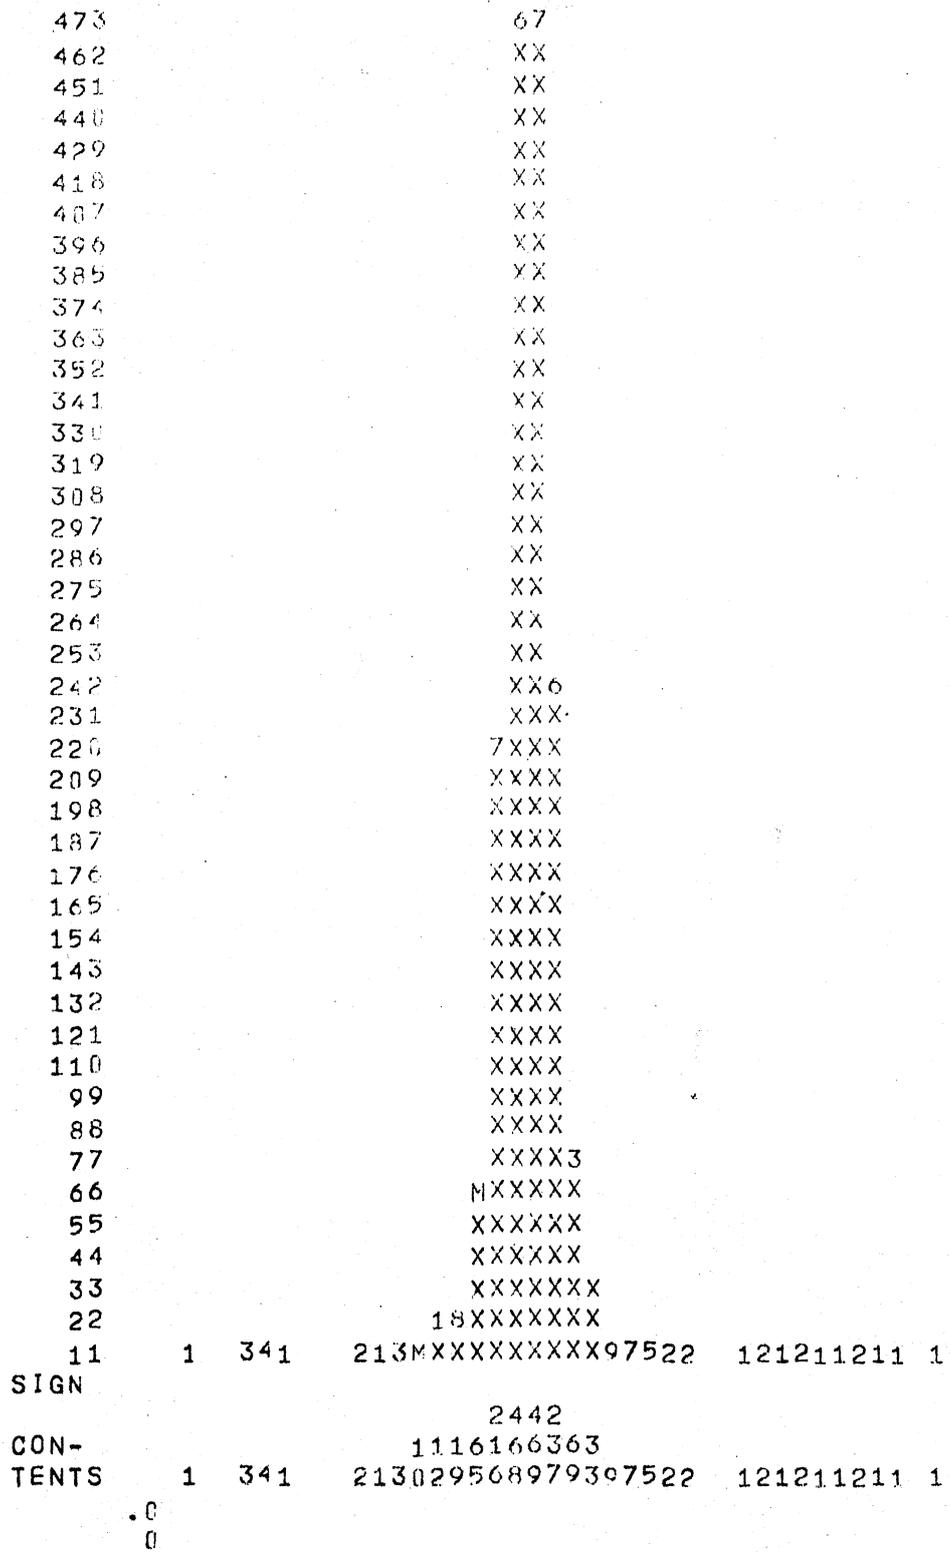 473 67
462 XX
451 XX
440 XX
429 XX
418 XX
407 XX
396 XX
385 XX
374 XX
363 XX
352 XX
341 XX
330 XX
319 XX
308 XX
297 XX
286 XX
275 XX
264 XX
253 XX
242 XX6
231 XXX
220 7XXX
209 XXXX
198 XXXX
187 XXXX
176 XXXX
165 XXXX
154 XXXX
143 XXXX
132 XXXX
121 XXXX
110 XXXX
99 XXXX
88 XXXX
77 XXXX3
66 MXXXXX
55 XXXXXX
44 XXXXXX
33 XXXXXXX
22 18XXXXXXX
11 1 341 213MXXXXXXXXX97522 121211211 1
SIGN
2442
CON- 1116166363
TENTS 1 341 213029568979397522 121211211 1
.0
0